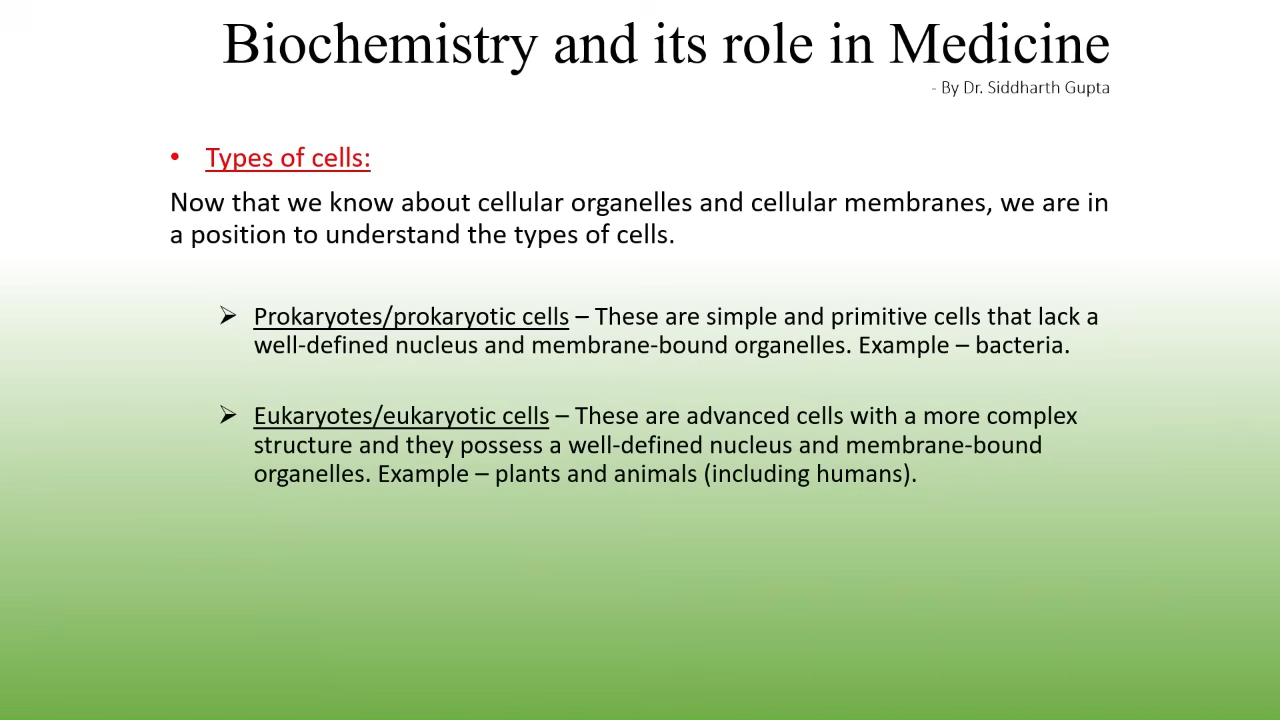 Biochemistry and its role in Medicine
- By Dr. Siddharth Gupta
• Types of cells:
Now that we know about cellular organelles and cellular membranes, we are in
a position to understand the types of cells.
➢ Prokaryotes/prokaryotic cells – These are simple and primitive cells that lack a
well-defined nucleus and membrane-bound organelles. Example – bacteria.
➢ Eukaryotes/eukaryotic cells – These are advanced cells with a more complex
structure and they possess a well-defined nucleus and membrane-bound
organelles. Example – plants and animals (including humans).